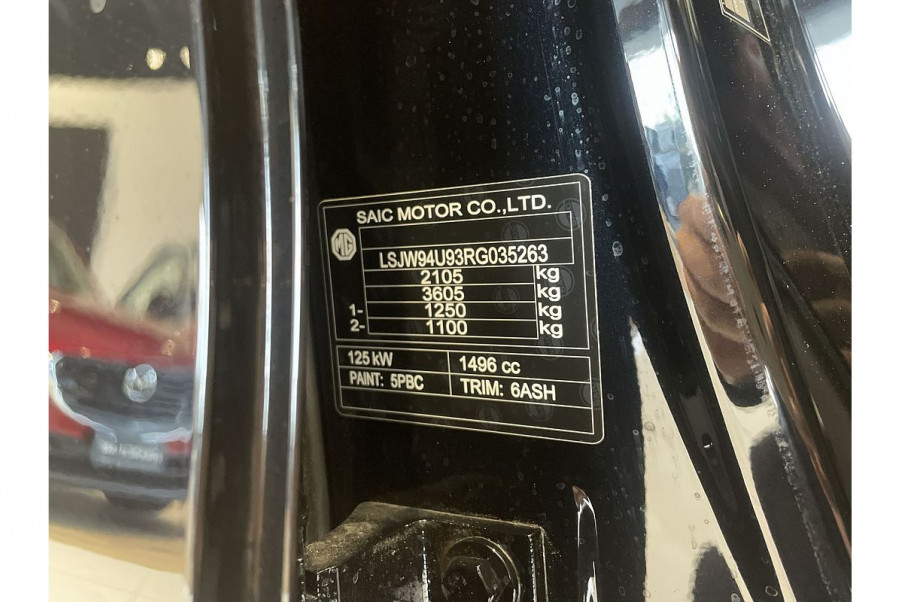 SAIC MOTOR CO.,LTD.
MG
LSJW94U93RG035263
2105 kg
3605 kg
1- 1250 kg
2- 1100 kg
125 kW 1496 cc
PAINT: 5PBC TRIM: 6ASH